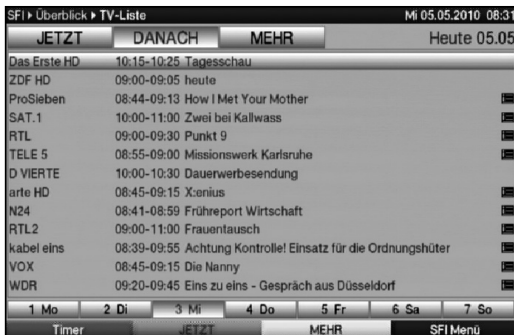 SFI ▸ Überblick ▸ TV-Liste Mi 05.05.2010 08:31
JETZT DANACH MEHR Heute 05.05
Das Erste HD 10:15-10:25 Tagesschau
ZDF HD 09:00-09:05 heute
ProSieben 08:44-09:13 How I Met Your Mother
SAT.1 10:00-11:00 Zwei bei Kallwass
RTL 09:00-09:30 Punkt 9
TELE 5 08:55-09:00 Missionswerk Karlsruhe
D VIERTE 10:00-10:30 Dauerwerbesendung
arte HD 08:45-09:15 X:enius
N24 08:41-08:59 Frühreport Wirtschaft
RTL2 09:00-11:00 Frauentausch
kabel eins 08:39-09:55 Achtung Kontrolle! Einsatz für die Ordnungshüter
VOX 08:45-09:15 Die Nanny
WDR 09:20-09:45 Eins zu eins - Gespräch aus Düsseldorf
1 Mo 2 Di 3 Mi 4 Do 5 Fr 6 Sa 7 So
Timer JETZT MEHR SFI Menü